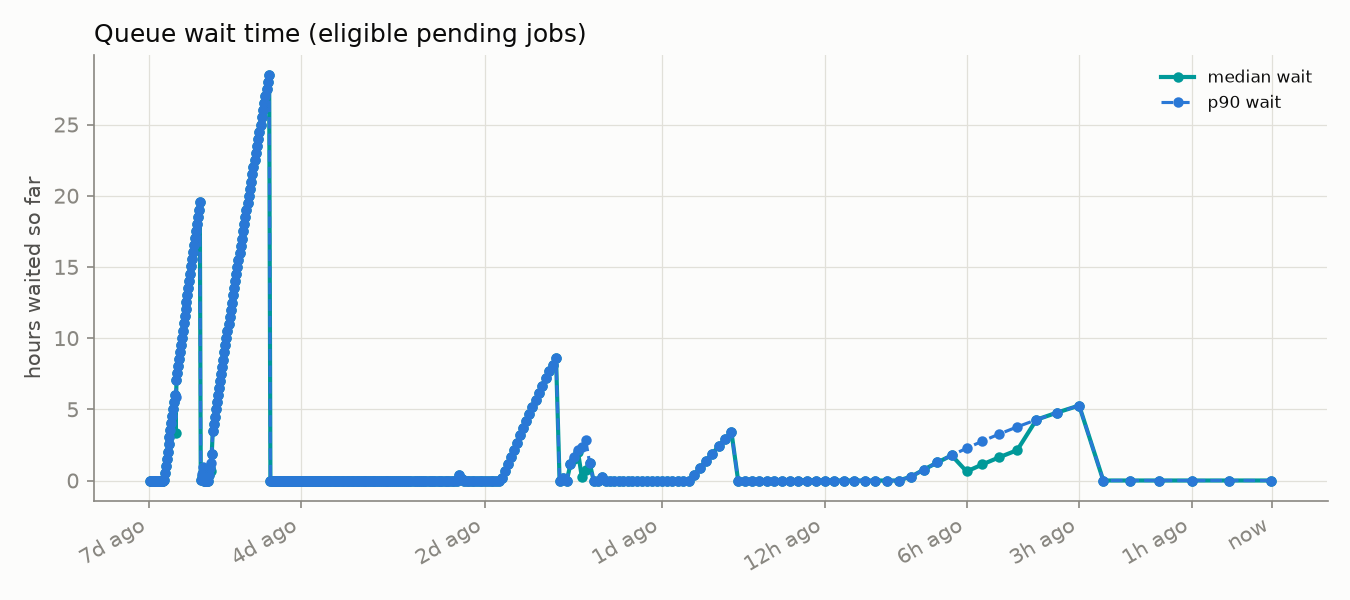 Queue wait time (eligible pending jobs)
median wait
p90 wait
hours waited so far
25
20
15
10
5
0
7d ago
4d ago
2d ago
1d ago
12h ago
6h ago
3h ago
1h ago
now